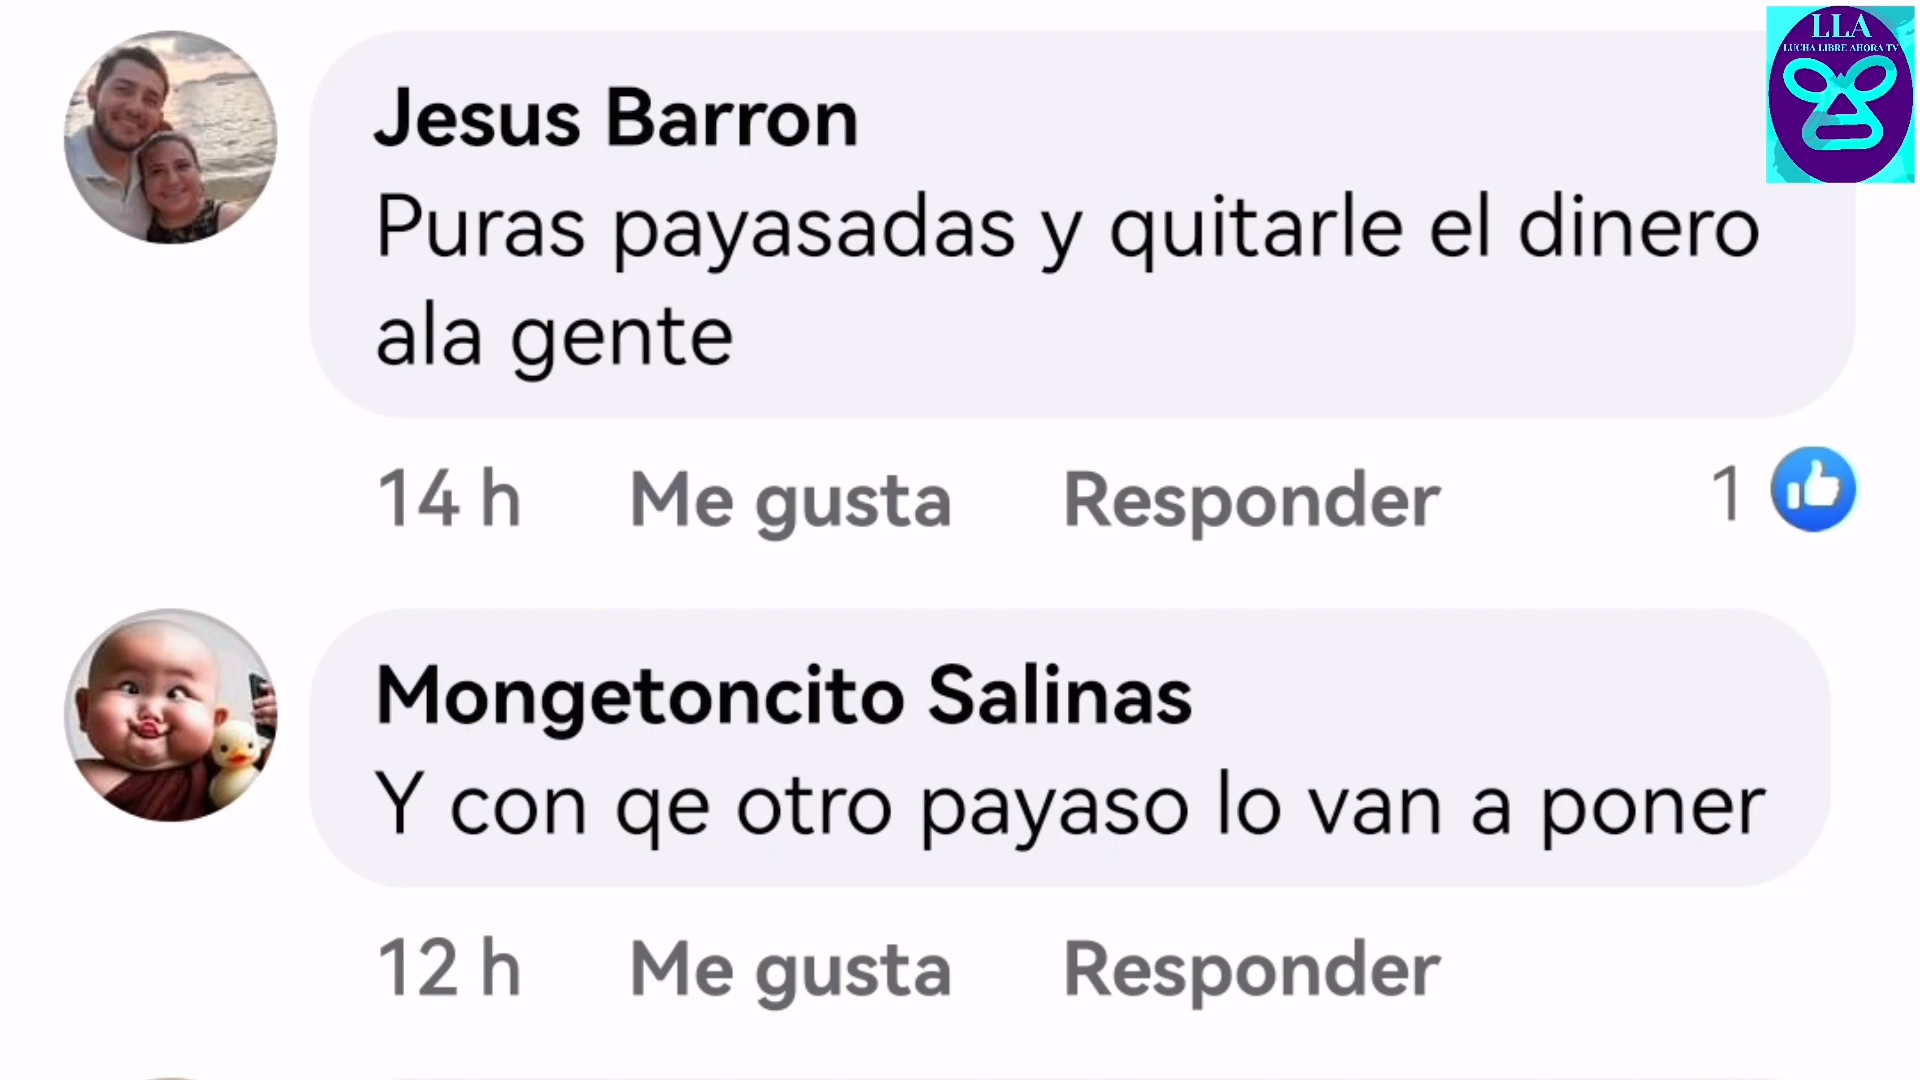 LLA
LUCHA LIBRE AHORA TV
Jesus Barron
Puras payasadas y quitarle el dinero
ala gente
14 h Me gusta Responder 1
Mongetoncito Salinas
Y con qe otro payaso lo van a poner
12 h Me gusta Responder